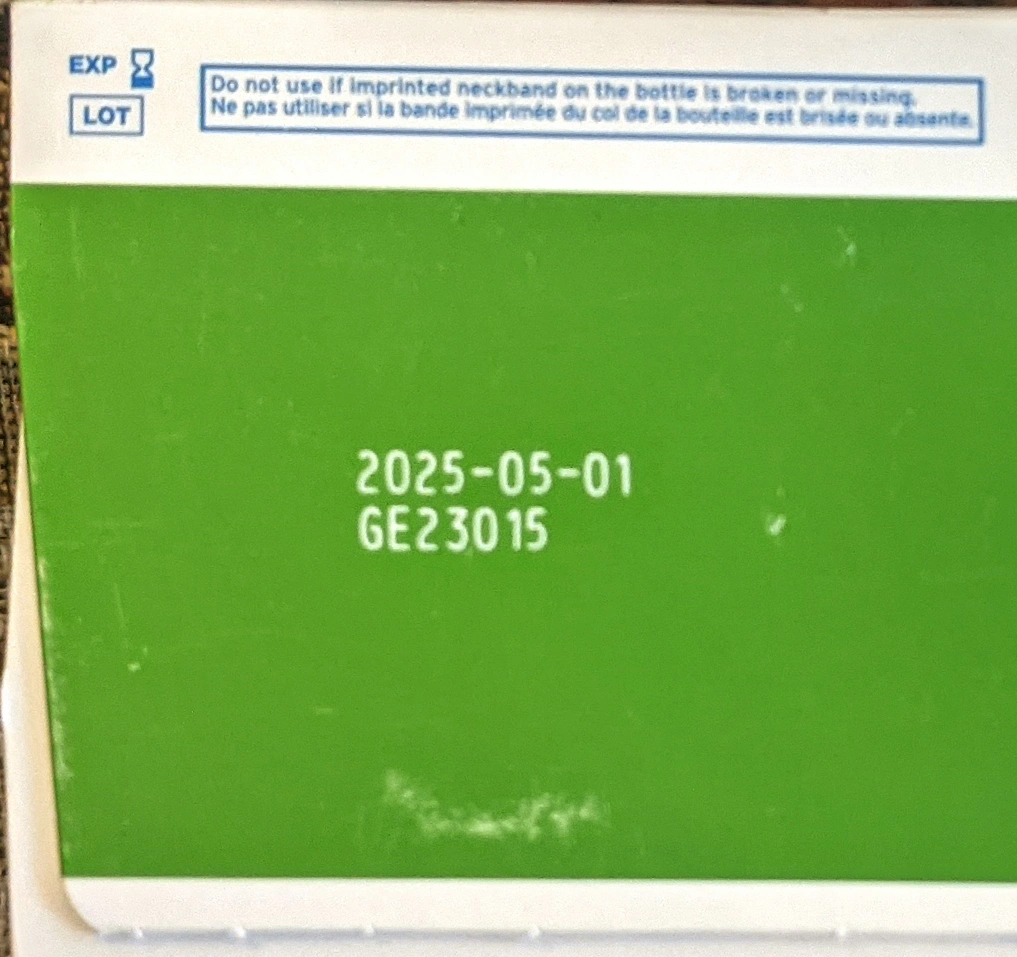 EXP
LOT
Do not use if imprinted neckband on the bottle is broken or missing.
Ne pas utiliser si la bande imprimée du col de la bouteille est brisée ou absente.
2025-05-01
GE23015